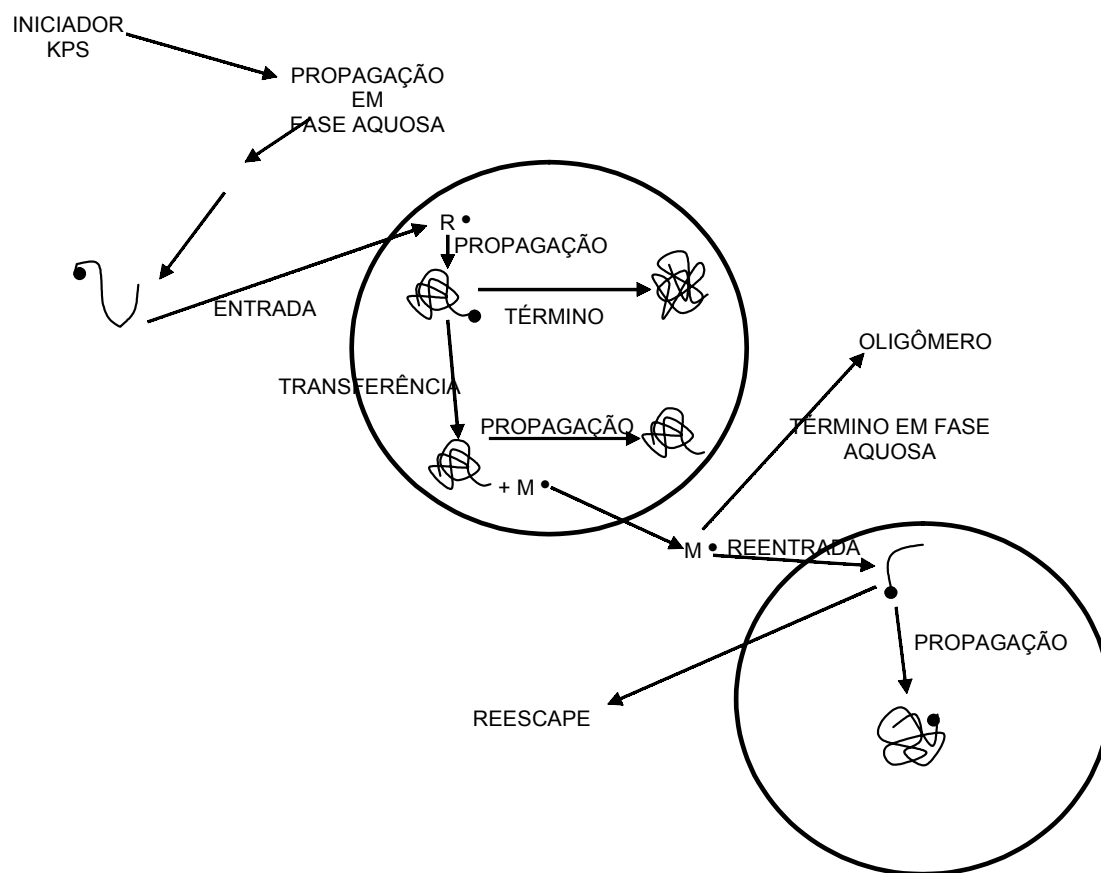 INICIADOR
KPS
PROPAGAÇÃO
EM
FASE AQUOSA
R •
PROPAGAÇÃO
ENTRADA
TÉRMINO
OLIGÔMERO
TRANSFERÊNCIA
PROPAGAÇÃO
TÉRMINO EM FASE
AQUOSA
+ M •
M • REENTRADA
PROPAGAÇÃO
REESCAPE